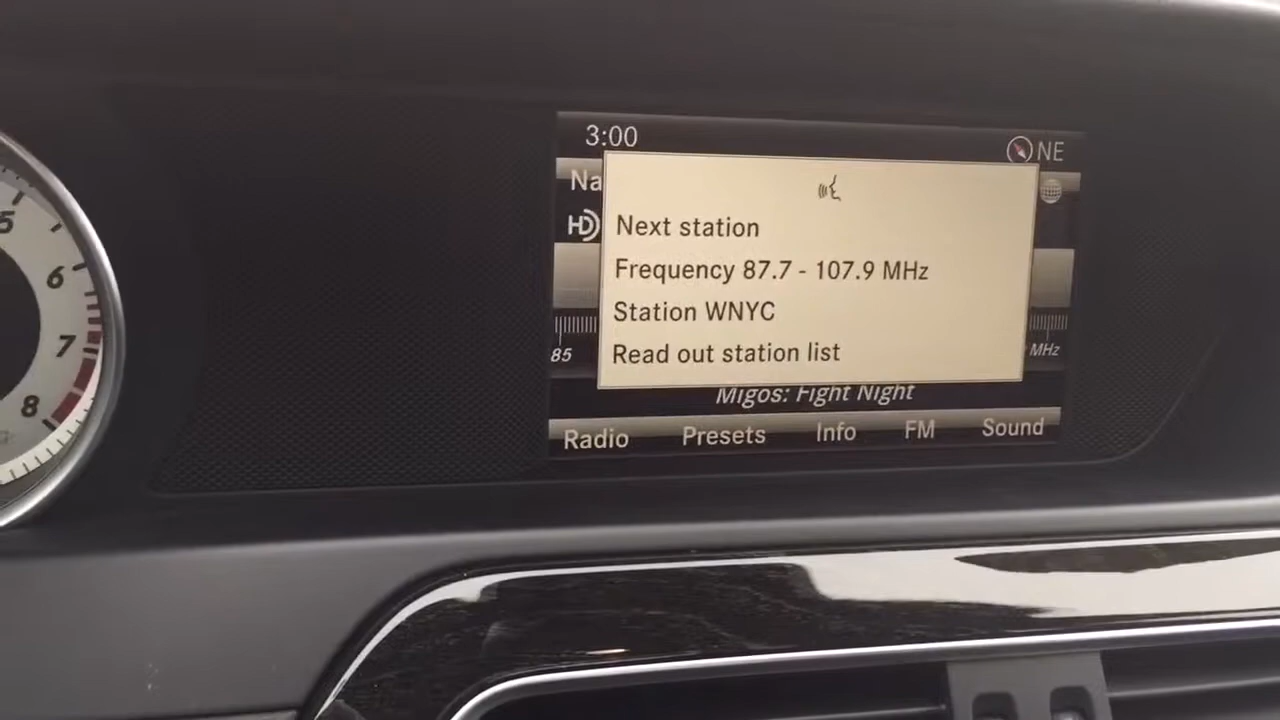 3:00
NE
Na
HD
Next station
Frequency 87.7 - 107.9 MHz
Station WNYC
Read out station list
85
MHz
Migos: Fight Night
Radio Presets Info FM Sound
5
6
7
8